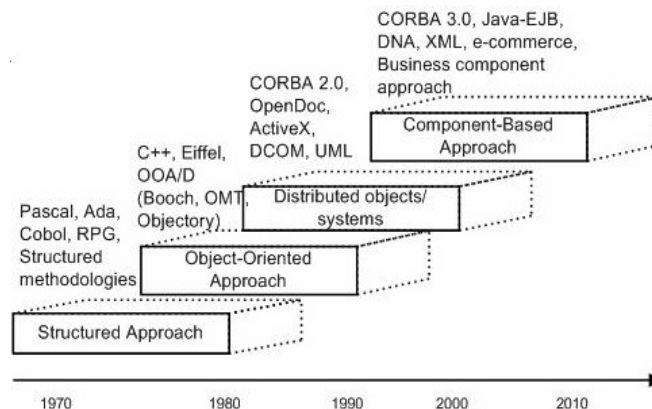 CORBA 3.0, Java-EJB,
DNA, XML, e-commerce,
Business component
approach
Component-Based
Approach
CORBA 2.0,
OpenDoc,
ActiveX,
DCOM, UML
Distributed objects/
systems
C++, Eiffel,
OOA/D
(Booch, OMT,
Objectory)
Object-Oriented
Approach
Pascal, Ada,
Cobol, RPG,
Structured
methodologies
Structured Approach
1970 1980 1990 2000 2010